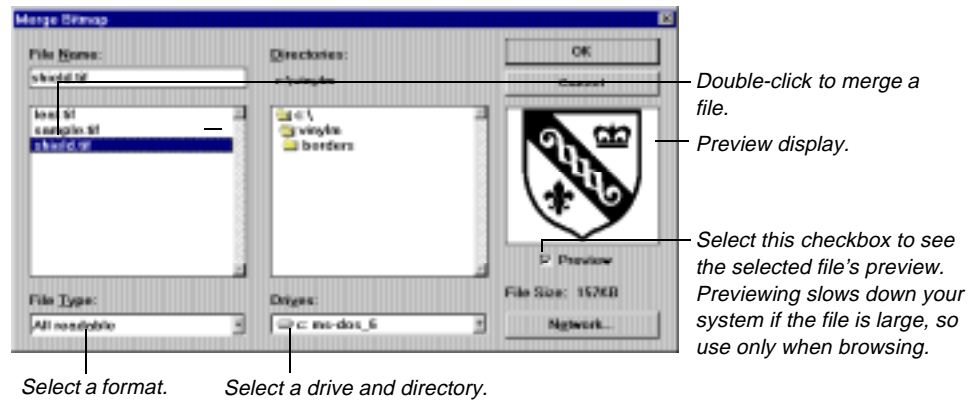 Merge Bitmap
File Name:
shield.tif
Directories:
c:\vinylm
OK
Cancel
sample.tif
shield.tif
c:\
vinylm
borders
Preview
File Type:
All readable
Drives:
c: ms-dos_6
File Size: 157KB
Network...
Double-click to merge a
file.
Preview display.
Select this checkbox to see
the selected file's preview.
Previewing slows down your
system if the file is large, so
use only when browsing.
Select a format.
Select a drive and directory.